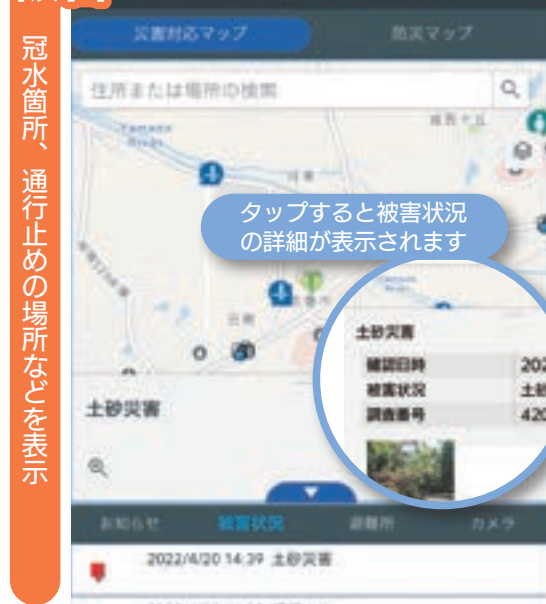 冠水箇所、通行止めの場所などを表示
災害対応マップ
防災マップ
住所または場所の検索
タップすると被害状況
の詳細が表示されます
土砂災害
確認日時 202
被害状況 土砂
調査番号 420
土砂災害
お知らせ 被害状況 避難所 カメラ
2022/4/20 14:39 土砂災害